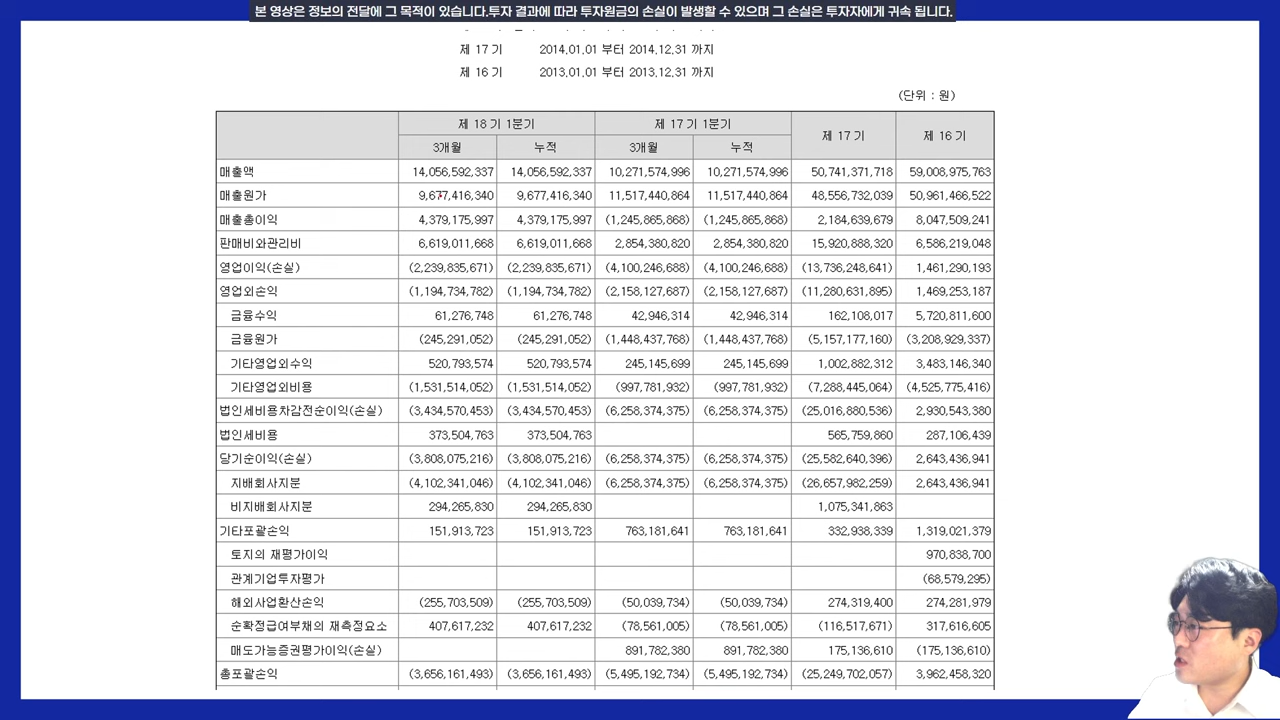 본 영상은 정보의 전달에 그 목적이 있습니다.투자 결과에 따라 투자원금의 손실이 발생할 수 있으며 그 손실은 투자자에게 귀속 됩니다.
제 17 기 2014.01.01 부터 2014.12.31 까지
제 16 기 2013.01.01 부터 2013.12.31 까지
(단위 : 원)
제 18 기 1분기 제 17 기 1분기 제 17 기 제 16 기
3개월 누적 3개월 누적
매출액 14,056,592,337 14,056,592,337 10,271,574,996 10,271,574,996 50,741,371,718 59,008,975,763
매출원가 9,677,416,340 9,677,416,340 11,517,440,864 11,517,440,864 48,556,732,039 50,961,466,522
매출총이익 4,379,175,997 4,379,175,997 (1,245,865,868) (1,245,865,868) 2,184,639,679 8,047,509,241
판매비와관리비 6,619,011,668 6,619,011,668 2,854,380,820 2,854,380,820 15,920,888,320 6,586,219,048
영업이익(손실) (2,239,835,671) (2,239,835,671) (4,100,246,688) (4,100,246,688) (13,736,248,641) 1,461,290,193
영업외손익 (1,194,734,782) (1,194,734,782) (2,158,127,687) (2,158,127,687) (11,280,631,895) 1,469,253,187
금융수익 61,276,748 61,276,748 42,946,314 42,946,314 162,108,017 5,720,811,600
금융원가 (245,291,052) (245,291,052) (1,448,437,768) (1,448,437,768) (5,157,177,160) (3,208,929,337)
기타영업외수익 520,793,574 520,793,574 245,145,699 245,145,699 1,002,882,312 3,483,146,340
기타영업외비용 (1,531,514,052) (1,531,514,052) (997,781,932) (997,781,932) (7,288,445,064) (4,525,775,416)
법인세비용차감전순이익(손실) (3,434,570,453) (3,434,570,453) (6,258,374,375) (6,258,374,375) (25,016,880,536) 2,930,543,380
법인세비용 373,504,763 373,504,763 565,759,860 287,106,439
당기순이익(손실) (3,808,075,216) (3,808,075,216) (6,258,374,375) (6,258,374,375) (25,582,640,396) 2,643,436,941
지배회사지분 (4,102,341,046) (4,102,341,046) (6,258,374,375) (6,258,374,375) (26,657,982,259) 2,643,436,941
비지배회사지분 294,265,830 294,265,830 1,075,341,863
기타포괄손익 151,913,723 151,913,723 763,181,641 763,181,641 332,938,339 1,319,021,379
토지의 재평가이익 970,838,700
관계기업투자평가 (68,579,295)
해외사업환산손익 (255,703,509) (255,703,509) (50,039,734) (50,039,734) 274,319,400 274,281,979
순확정급여부채의 재측정요소 407,617,232 407,617,232 (78,561,005) (78,561,005) (116,517,671) 317,616,605
매도가능증권평가이익(손실) 891,782,380 891,782,380 175,136,610 (175,136,610)
총포괄손익 (3,656,161,493) (3,656,161,493) (5,495,192,734) (5,495,192,734) (25,249,702,057) 3,962,458,320